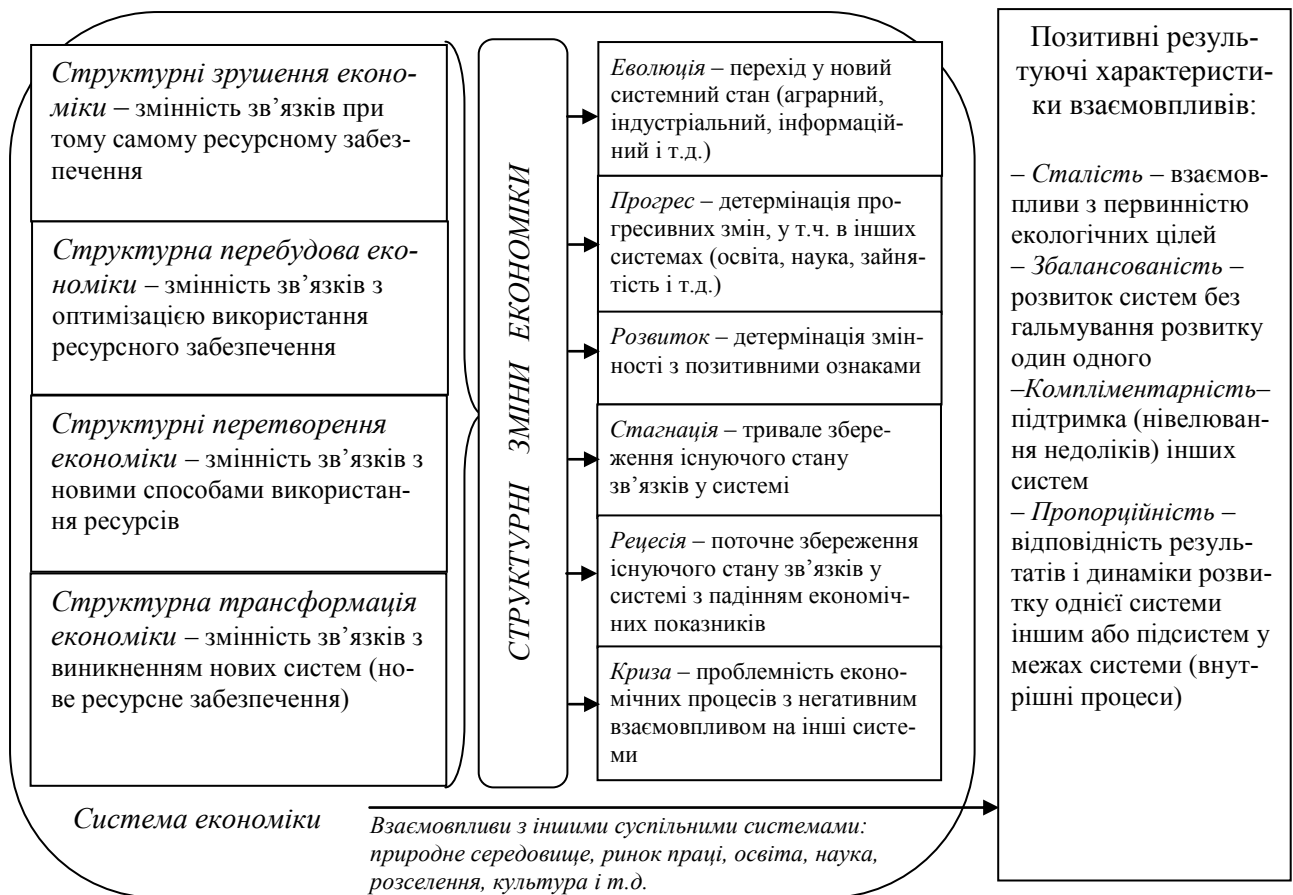 Структурні зрушення еконо-
міки – змінність зв’язків при
тому самому ресурсному забез-
печення
Структурна перебудова еко-
номіки – змінність зв’язків з
оптимізацією використання
ресурсного забезпечення
Структурні перетворення
економіки – змінність зв’язків з
новими способами використан-
ня ресурсів
Структурна трансформація
економіки – змінність зв’язків з
виникненням нових систем (но-
ве ресурсне забезпечення)
СТРУКТУРНІ ЗМІНИ ЕКОНОМІКИ
Еволюція – перехід у новий
системний стан (аграрний,
індустріальний, інформацій-
ний і т.д.)
Прогрес – детермінація про-
гресивних змін, у т.ч. в інших
системах (освіта, наука, зайня-
тість і т.д.)
Розвиток – детермінація змін-
ності з позитивними ознаками
Стагнація – тривале збере-
ження існуючого стану
зв’язків у системі
Рецесія – поточне збереження
існуючого стану зв’язків у
системі з падінням економіч-
них показників
Криза – проблемність еконо-
мічних процесів з негативним
взаємовпливом на інші систе-
ми
Система економіки
Взаємовпливи з іншими суспільними системами:
природне середовище, ринок праці, освіта, наука,
розселення, культура і т.д.
Позитивні резуль-
туючі характеристи-
ки взаємовпливів:
– Сталість – взаємов-
пливи з первинністю
екологічних цілей
– Збалансованість –
розвиток систем без
гальмування розвитку
один одного
–Компліментарність–
підтримка (нівелюван-
ня недоліків) інших
систем
– Пропорційність –
відповідність резуль-
татів і динаміки розви-
тку однієї системи
іншим або підсистем у
межах системи (внут-
рішні процеси)